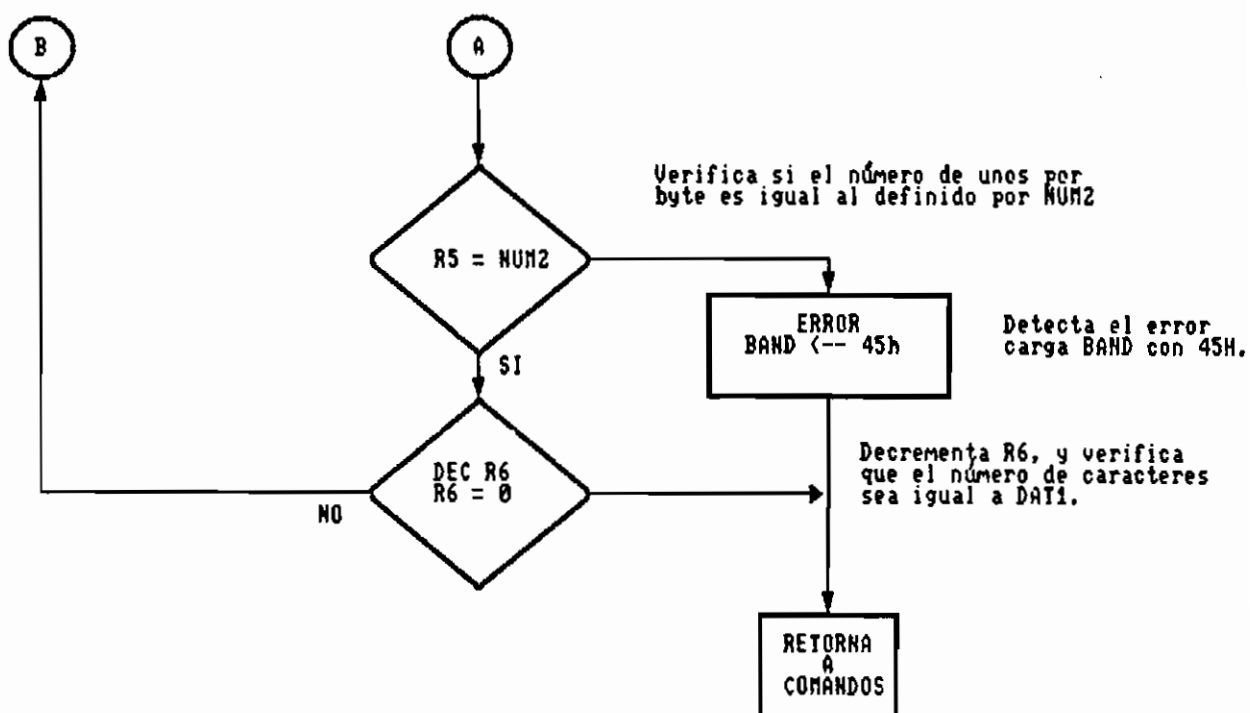 B
A
Verifica si el número de unos por
byte es igual al definido por NUM2
R5 = NUM2
ERROR
BAND <-- 45h
Detecta el error
carga BAND con 45H.
SI
Decrementa R6, y verifica
que el número de caracteres
sea igual a DAT1.
DEC R6
R6 = 0
NO
RETORNA
A
COMANDOS